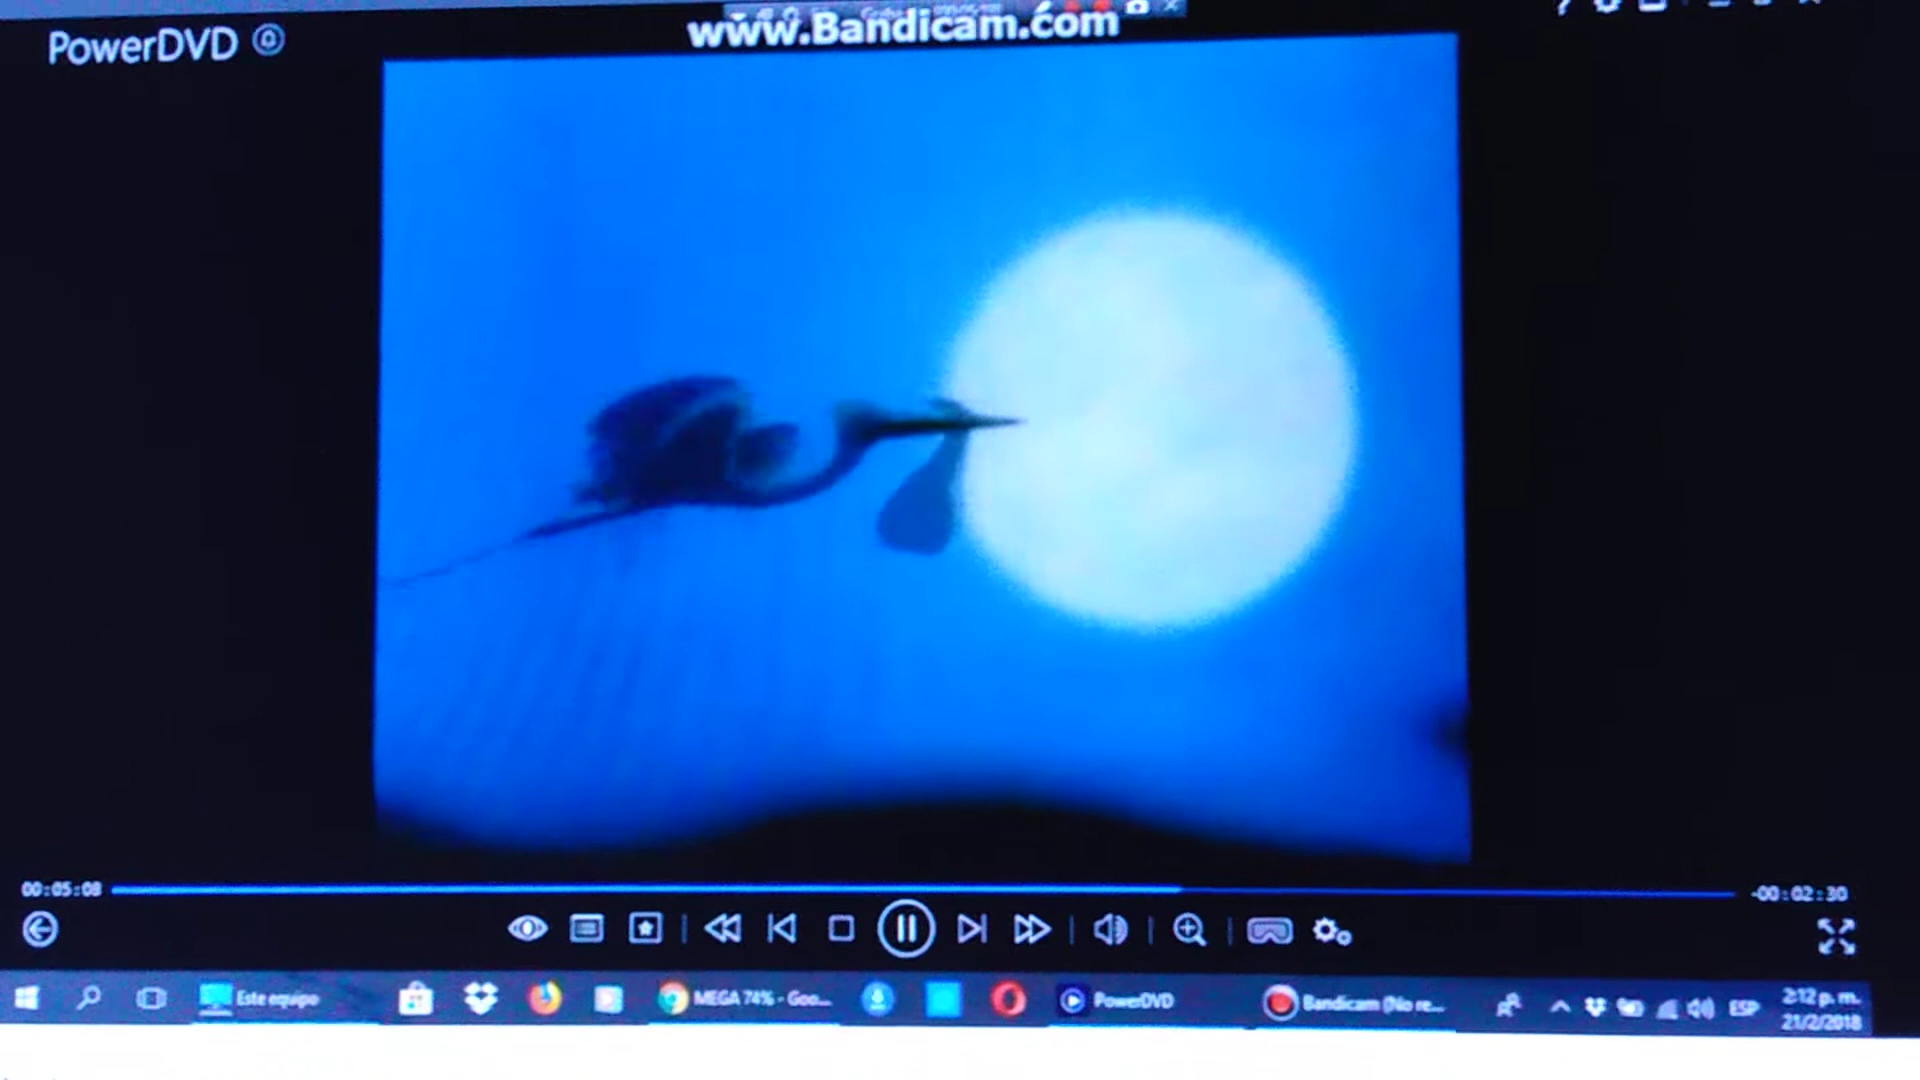 www.Bandicam.com
PowerDVD
00:05:08
-00:02:30
Este equipo
MEGA 74% - Goo...
PowerDVD
Bandicam (No re...
ESP
2:12 p. m.
21/2/2018